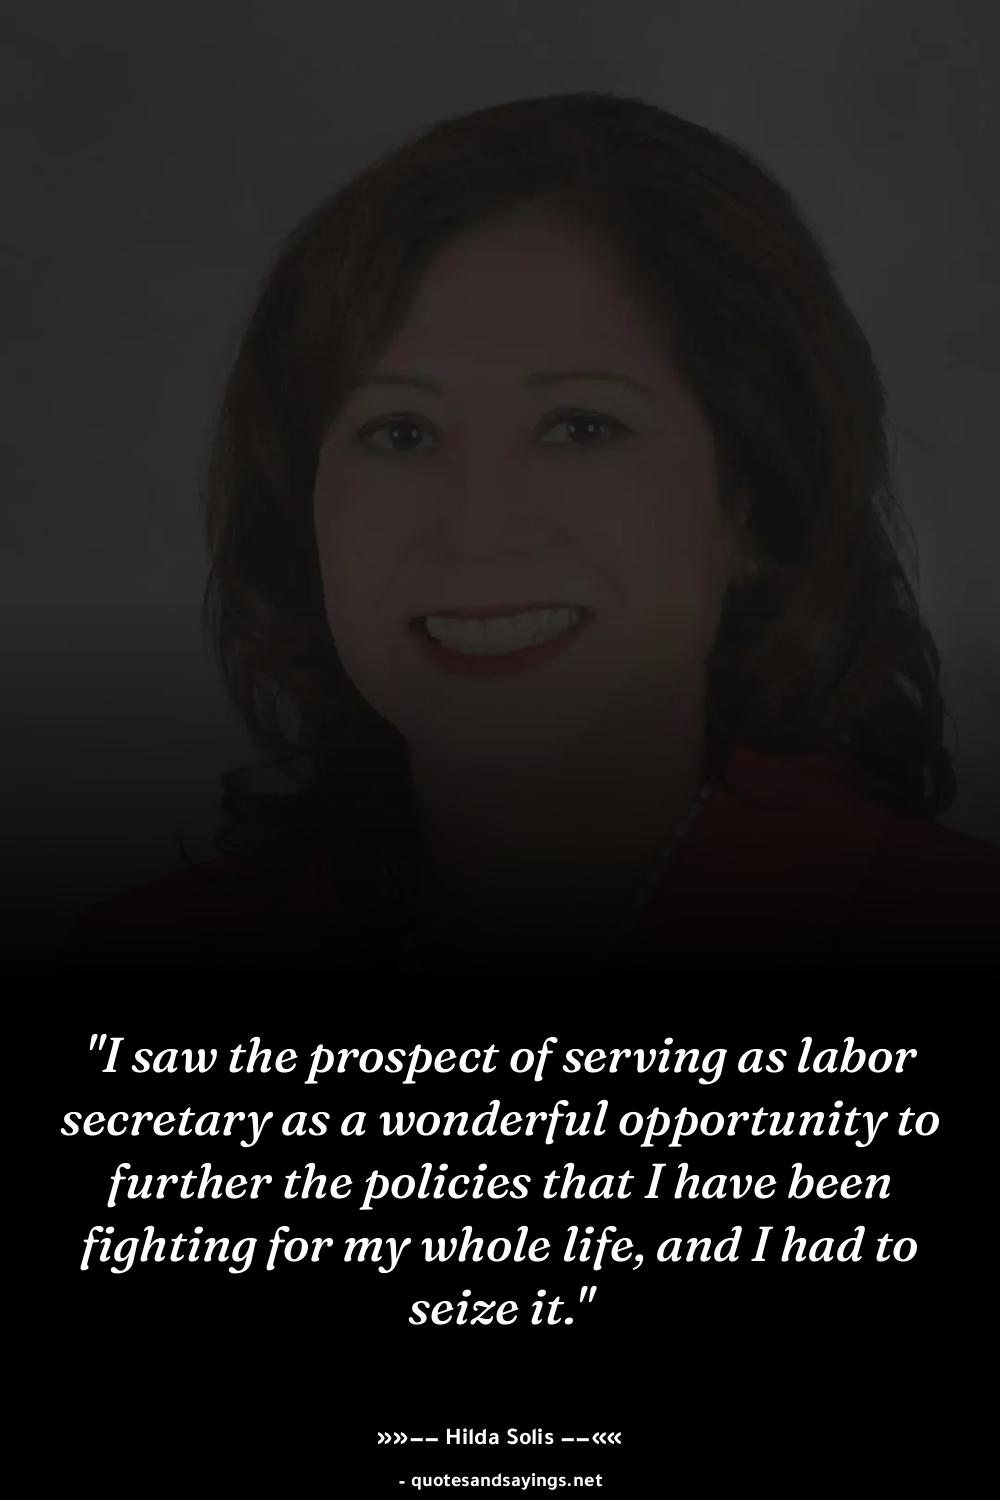 "I saw the prospect of serving as labor
secretary as a wonderful opportunity to
further the policies that I have been
fighting for my whole life, and I had to
seize it."
»»–– Hilda Solis ––««
- quotesandsayings.net